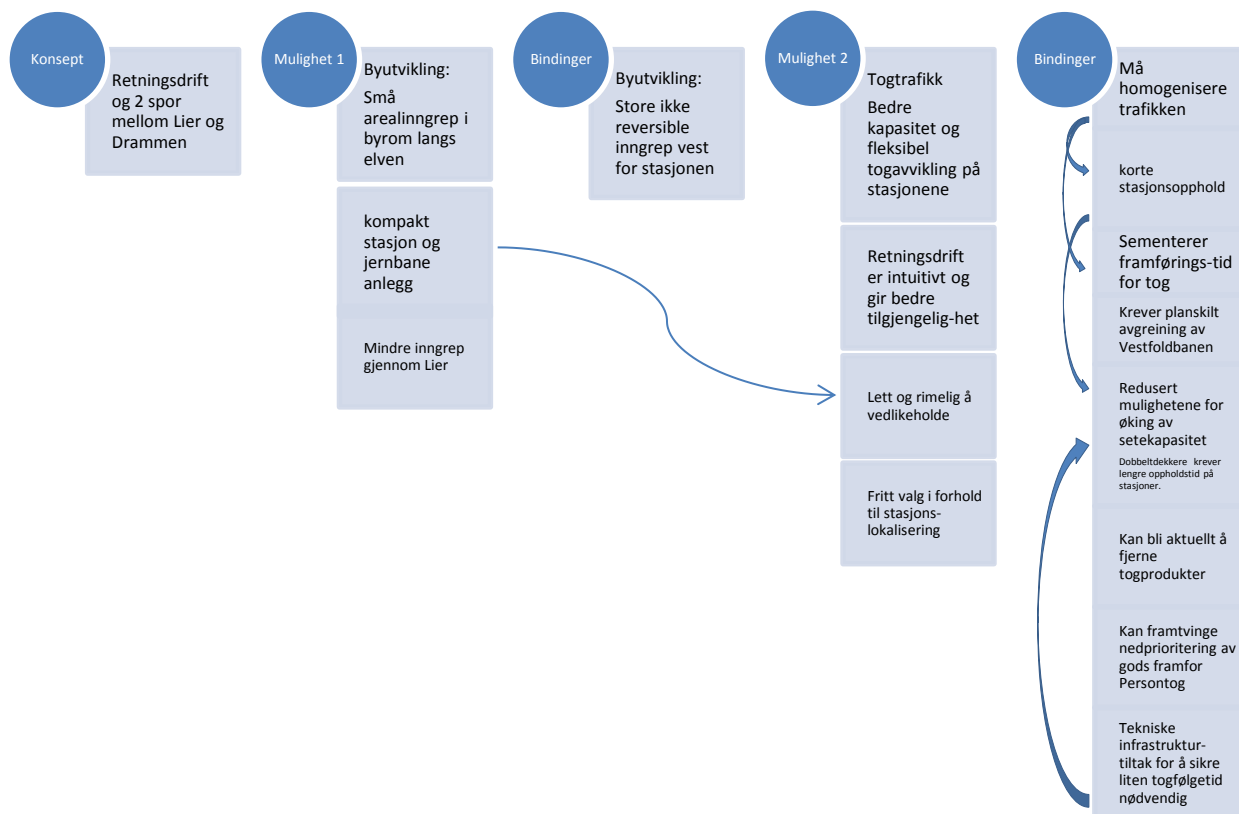 Konsept
Retningsdrift
og 2 spor
mellom Lier og
Drammen
Mulighet 1
Byutvikling:
Små
arealinngrep i
byrom langs
elven
kompakt
stasjon og
jernbane
anlegg
Mindre inngrep
gjennom Lier
Bindinger
Byutvikling:
Store ikke
reversible
inngrep vest
for stasjonen
Mulighet 2
Togtrafikk
Bedre
kapasitet og
fleksibel
togavvikling på
stasjonene
Retningsdrift
er intuitivt og
gir bedre
tilgjengelig-het
Lett og rimelig å
vedlikeholde
Fritt valg i forhold
til stasjons-
lokalisering
Bindinger
Må
homogenisere
trafikken
korte
stasjonsopphold
Sementerer
framførings-tid
for tog
Krever planskilt
avgreining av
Vestfoldbanen
Redusert
mulighetene for
øking av
setekapasitet
Dobbeltdekkere krever
lengre oppholdstid på
stasjoner.
Kan bli aktuelt å
fjerne
togprodukter
Kan framtvinge
nedprioritering av
gods framfor
Persontog
Tekniske
infrastruktur-
tiltak for å sikre
liten togfølgetid
nødvendig